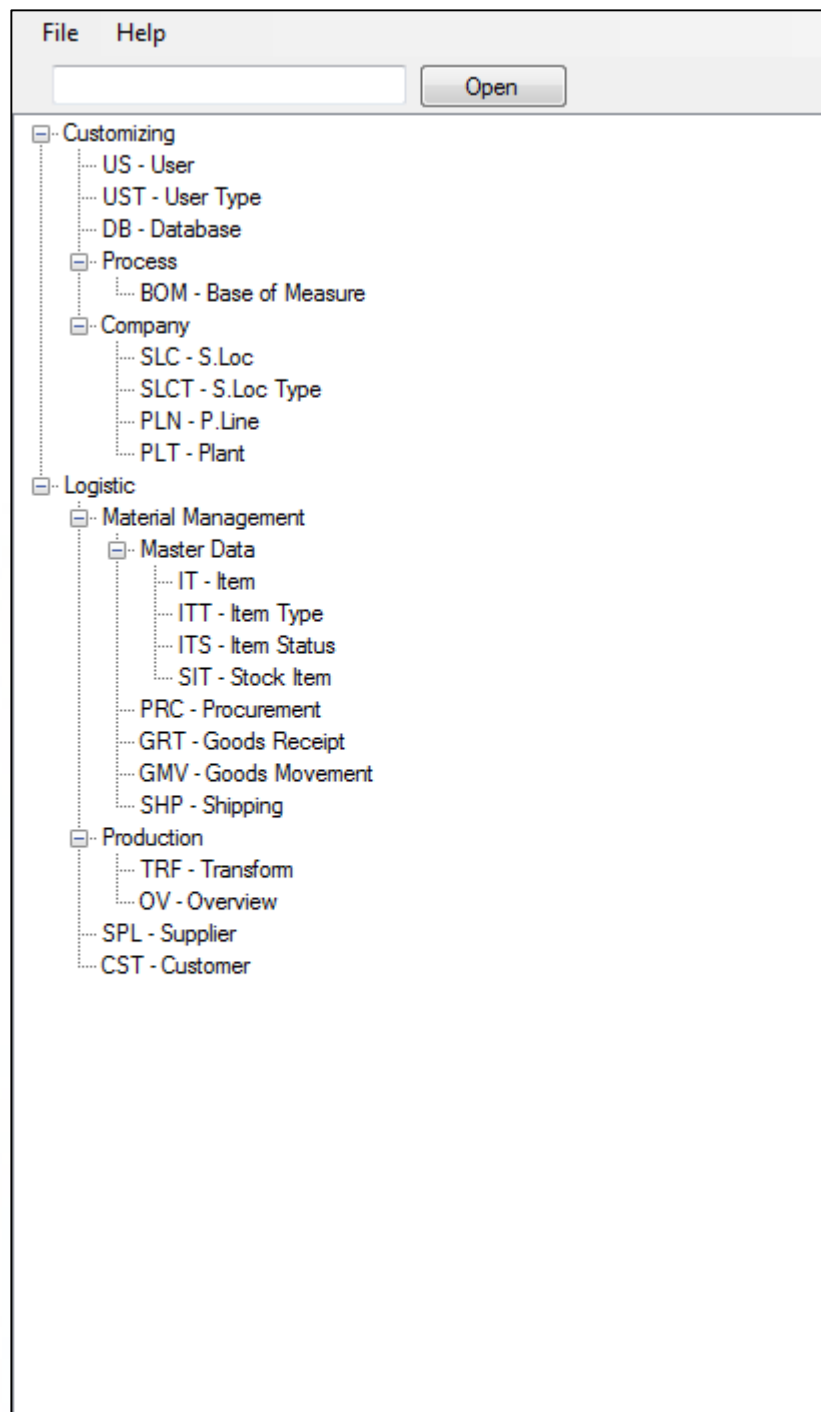 File Help
Open
Customizing
US - User
UST - User Type
DB - Database
Process
BOM - Base of Measure
Company
SLC - S.Loc
SLCT - S.Loc Type
PLN - P.Line
PLT - Plant
Logistic
Material Management
Master Data
IT - Item
ITT - Item Type
ITS - Item Status
SIT - Stock Item
PRC - Procurement
GRT - Goods Receipt
GMV - Goods Movement
SHP - Shipping
Production
TRF - Transform
OV - Overview
SPL - Supplier
CST - Customer